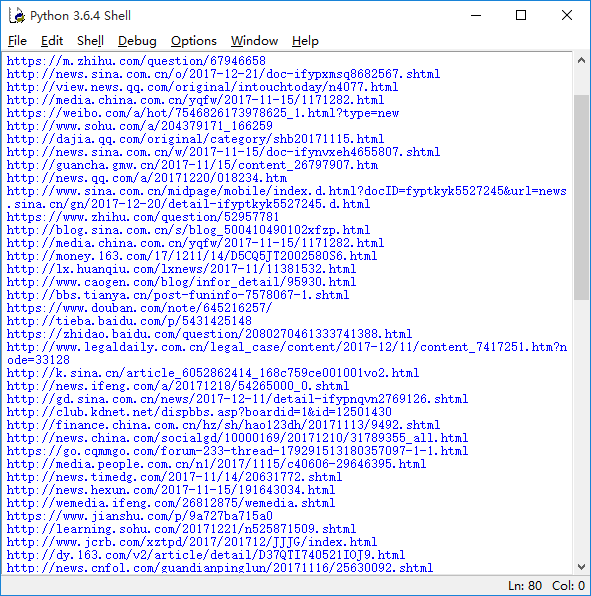 Python 3.6.4 Shell
File Edit Shell Debug Options Window Help
https://m.zhihu.com/question/67946658
http://news.sina.com.cn/o/2017-12-21/doc-ifypxmsq8682567.shtml
http://view.news.qq.com/original/intouchtoday/n4077.html
http://media.china.com.cn/yqfw/2017-11-15/1171282.html
https://weibo.com/a/hot/7546826173978625_1.html?type=new
http://www.sohu.com/a/204379171_166259
http://dajia.qq.com/original/category/shb20171115.html
http://news.sina.com.cn/w/2017-11-15/doc-ifynvxeh4655807.shtml
http://guancha.gmw.cn/2017-11/15/content_26797907.htm
http://news.qq.com/a/20171220/018234.htm
http://www.sina.com.cn/midpage/mobile/index.d.html?docID=fyptkyk5527245&url=news
.sina.cn/gn/2017-12-20/detail-ifyptkyk5527245.d.html
https://www.zhihu.com/question/52957781
http://blog.sina.com.cn/s/blog_500410490102xfzp.html
http://media.china.com.cn/yqfw/2017-11-15/1171282.html
http://money.163.com/17/1211/14/D5CQ5JT2002580S6.html
http://lx.huanqiu.com/lxnews/2017-11/11381532.html
http://www.caogen.com/blog/infor_detail/95930.html
http://bbs.tianya.cn/post-funinfo-7578067-1.shtml
https://www.douban.com/note/645216257/
http://tieba.baidu.com/p/5431425148
https://zhidao.baidu.com/question/2080270461333741388.html
http://www.legaldaily.com.cn/legal_case/content/2017-12/11/content_7417251.htm?n
ode=33128
http://k.sina.cn/article_6052862414_168c759ce001001vo2.html
http://news.ifeng.com/a/20171218/54265000_0.shtml
http://gd.sina.com.cn/news/2017-12-11/detail-ifypnqvn2769126.shtml
http://club.kdnet.net/dispbbs.asp?boardid=1&id=12501430
http://finance.china.com.cn/hz/sh/hao123dh/20171113/9492.shtml
http://news.china.com/socialgd/10000169/20171210/31789355_all.html
https://go.cqmmgo.com/forum-233-thread-179291513180357097-1-1.html
http://media.people.com.cn/n1/2017/1115/c40606-29646395.html
http://news.timedg.com/2017-11/14/20631772.shtml
http://news.hexun.com/2017-11-15/191643034.html
http://wemedia.ifeng.com/26812875/wemedia.shtml
https://www.jianshu.com/p/9a727ba715a0
http://learning.sohu.com/20171221/n525871509.shtml
http://www.jcrb.com/xztpd/2017/201712/JJJG/index.html
http://dy.163.com/v2/article/detail/D37QTI740521I0J9.html
http://news.cnfol.com/guandianpinglun/20171116/25630092.shtml
Ln: 80 Col: 0